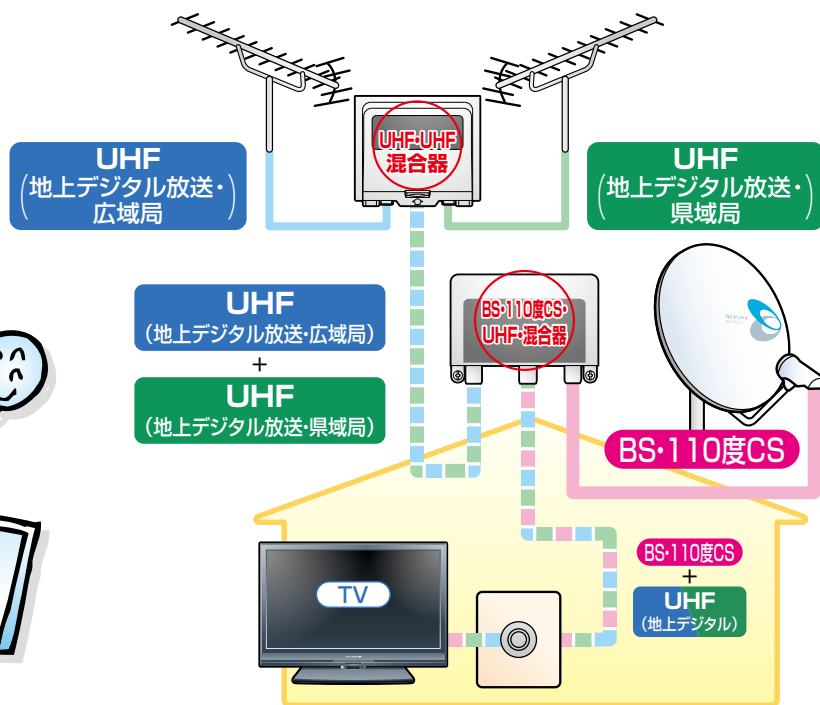 UHF・UHF
混合器
UHF
(地上デジタル放送・
広域局)
UHF
(地上デジタル放送・
県域局)
UHF
(地上デジタル放送・広域局)
+
UHF
(地上デジタル放送・県域局)
BS・110度CS・
UHF・混合器
BS・110度CS
BS・110度CS
+
UHF
(地上デジタル)
TV